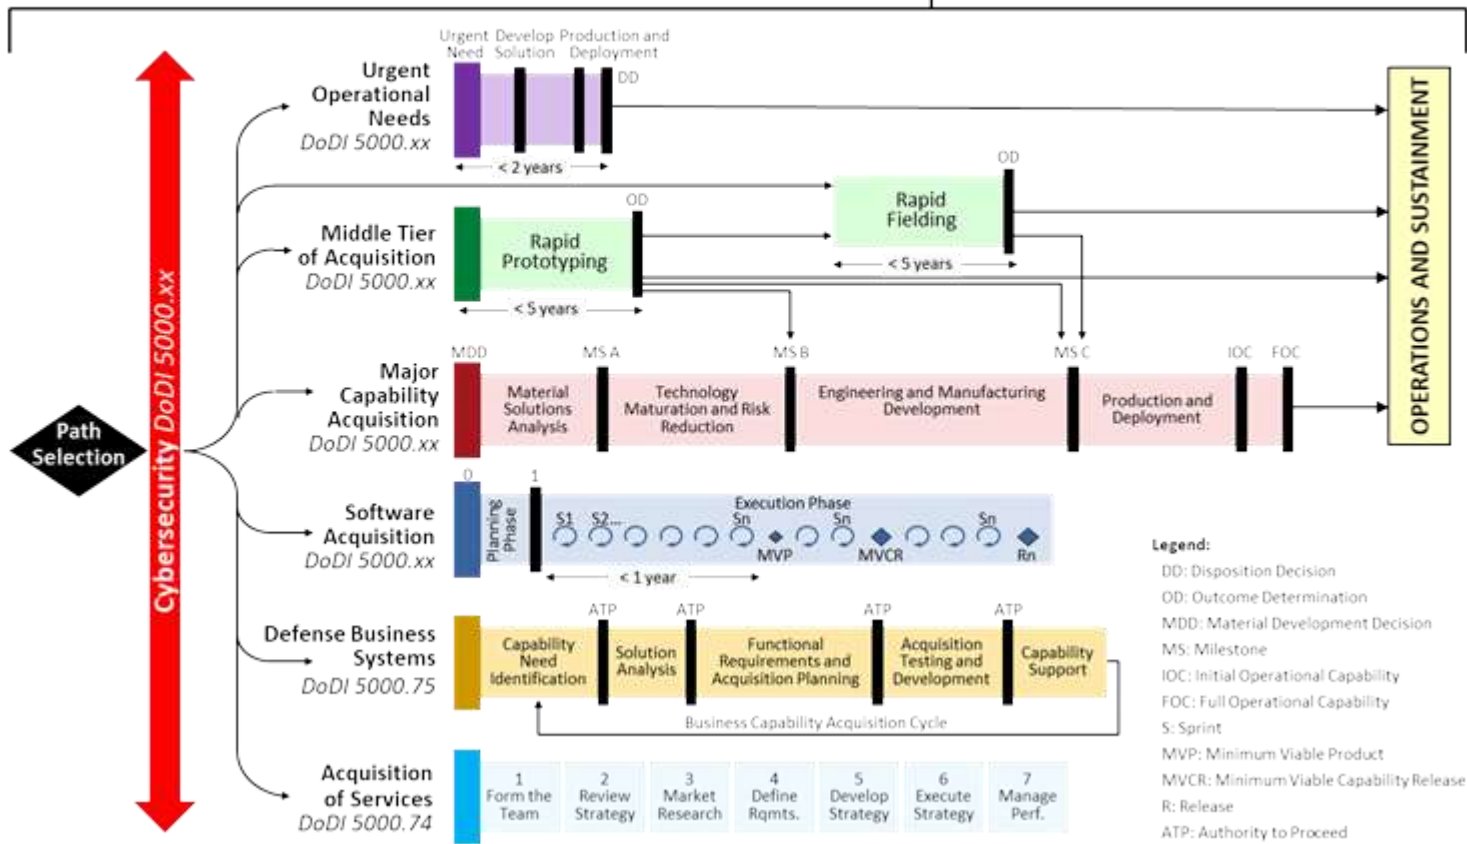 Path
Selection
Cybersecurity DoDI 5000.xx
Urgent
Operational
Needs
DoDI 5000.xx
Urgent
Need
Develop
Solution
Production and
Deployment
DD
< 2 years
Middle Tier
of Acquisition
DoDI 5000.xx
Rapid
Prototyping
OD
< 5 years
Rapid
Fielding
OD
< 5 years
Major
Capability
Acquisition
DoDI 5000.xx
MDD
Material
Solutions
Analysis
MS A
Technology
Maturation and Risk
Reduction
MS B
Engineering and Manufacturing
Development
MS C
Production and
Deployment
IOC
FOC
OPERATIONS AND SUSTAINMENT
Software
Acquisition
DoDI 5000.xx
0
Planning
Phase
1
Execution Phase
S1
S2...
Sn
Sn
Sn
MVP
MVCR
Rn
< 1 year
Defense Business
Systems
DoDI 5000.75
Capability
Need
Identification
ATP
Solution
Analysis
ATP
Functional
Requirements and
Acquisition Planning
ATP
Acquisition
Testing and
Development
ATP
Capability
Support
Business Capability Acquisition Cycle
Acquisition
of Services
DoDI 5000.74
1
Form the
Team
2
Review
Strategy
3
Market
Research
4
Define
Rqmts.
5
Develop
Strategy
6
Execute
Strategy
7
Manage
Perf.
Legend:
DD: Disposition Decision
OD: Outcome Determination
MDD: Material Development Decision
MS: Milestone
IOC: Initial Operational Capability
FOC: Full Operational Capability
S: Sprint
MVP: Minimum Viable Product
MVCR: Minimum Viable Capability Release
R: Release
ATP: Authority to Proceed